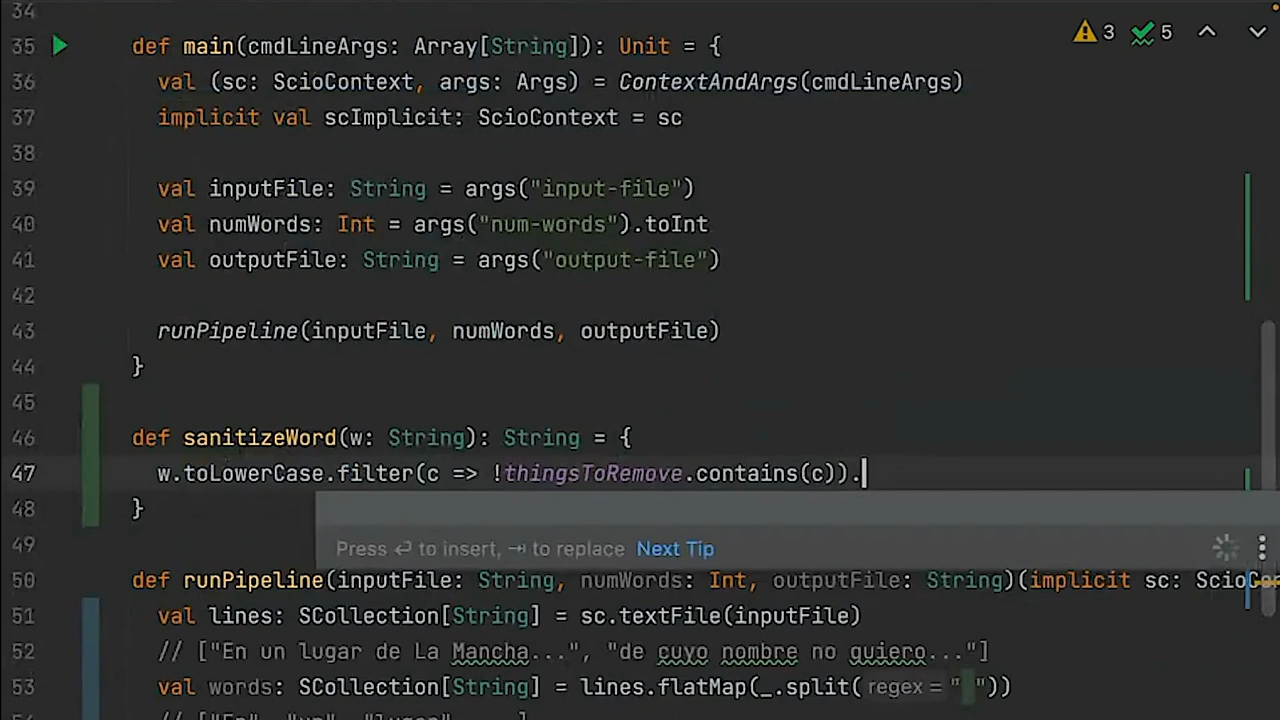 34
35 def main(cmdLineArgs: Array[String]): Unit = {
36 val (sc: ScioContext, args: Args) = ContextAndArgs(cmdLineArgs)
37 implicit val scImplicit: ScioContext = sc
38
39 val inputFile: String = args("input-file")
40 val numWords: Int = args("num-words").toInt
41 val outputFile: String = args("output-file")
42
43 runPipeline(inputFile, numWords, outputFile)
44 }
45
46 def sanitizeWord(w: String): String = {
47 w.toLowerCase.filter(c => !thingsToRemove.contains(c)).
48 }
Press ⏎ to insert, ⇥ to replace Next Tip
49
50 def runPipeline(inputFile: String, numWords: Int, outputFile: String)(implicit sc: ScioCo
51 val lines: SCollection[String] = sc.textFile(inputFile)
52 // ["En un lugar de La Mancha...", "de cuyo nombre no quiero..."]
53 val words: SCollection[String] = lines.flatMap(_.split( regex = " "))
3 5